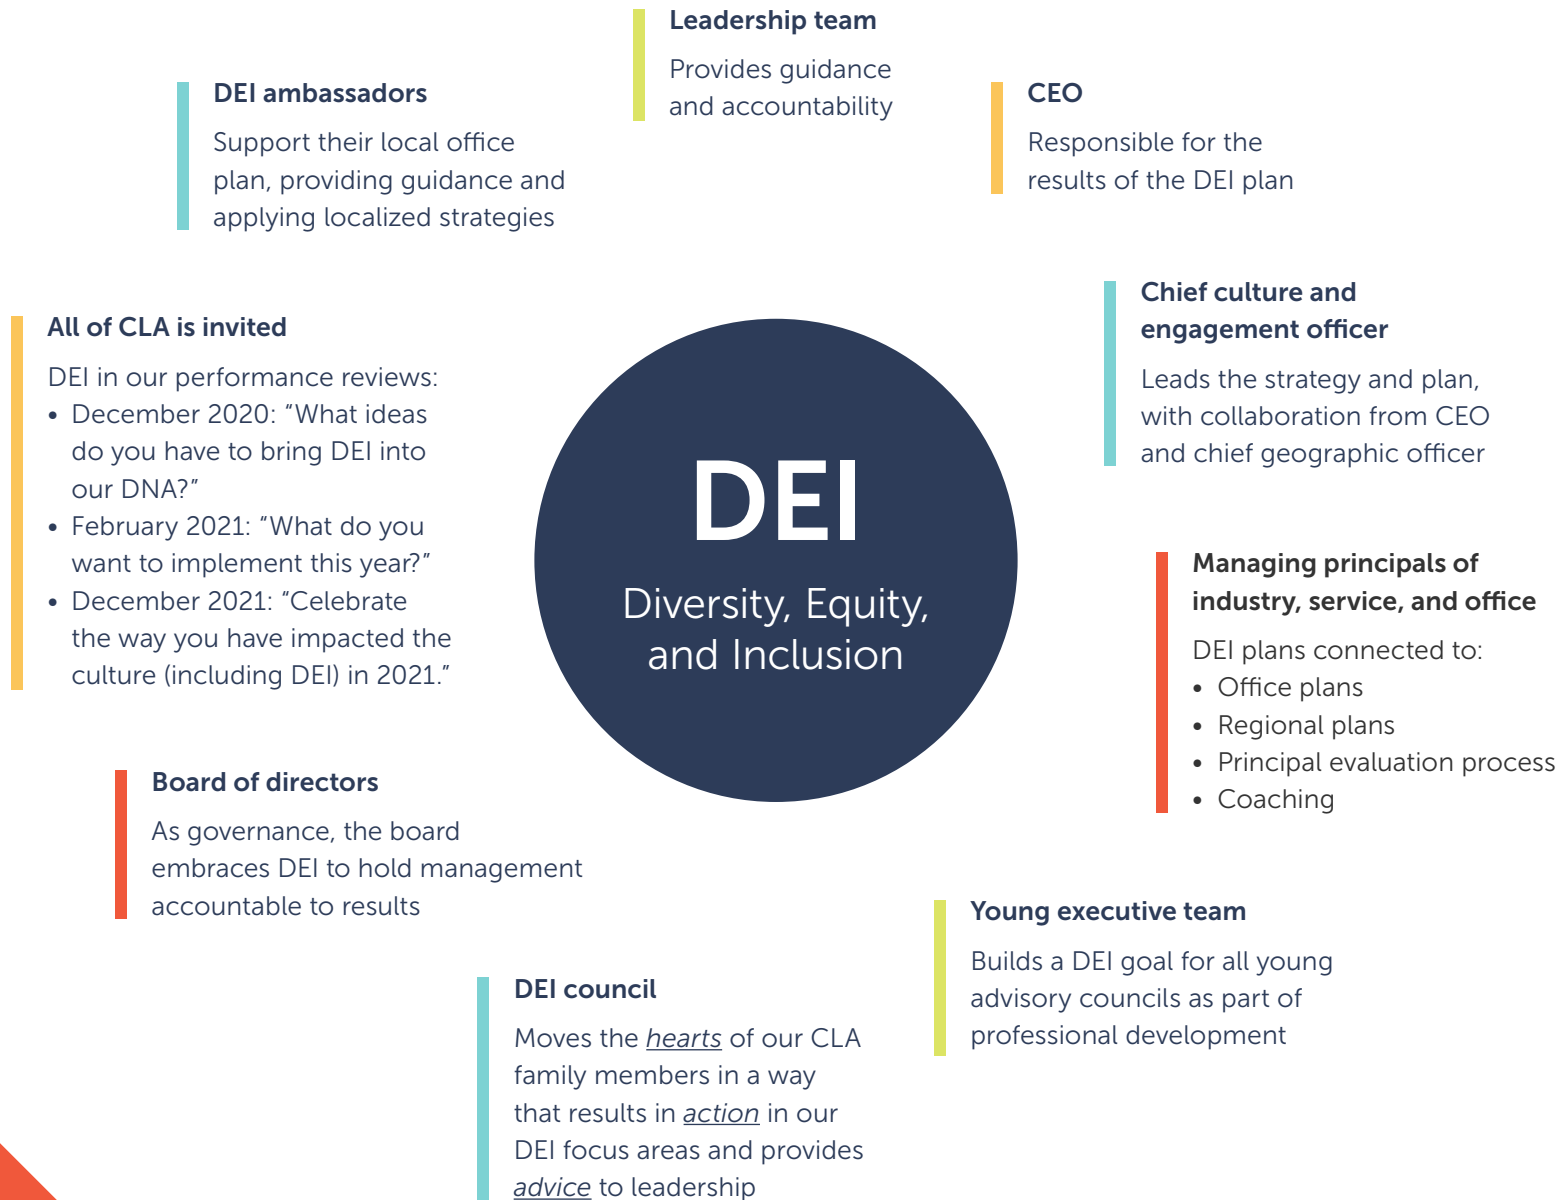 Leadership team
Provides guidance
and accountability
DEI ambassadors
Support their local office
plan, providing guidance and
applying localized strategies
CEO
Responsible for the
results of the DEI plan
Chief culture and
engagement officer
Leads the strategy and plan,
with collaboration from CEO
and chief geographic officer
All of CLA is invited
DEI in our performance reviews:
• December 2020: “What ideas
do you have to bring DEI into
our DNA?”
• February 2021: “What do you
want to implement this year?”
• December 2021: “Celebrate
the way you have impacted the
culture (including DEI) in 2021.”
DEI
Diversity, Equity,
and Inclusion
Managing principals of
industry, service, and office
DEI plans connected to:
• Office plans
• Regional plans
• Principal evaluation process
• Coaching
Board of directors
As governance, the board
embraces DEI to hold management
accountable to results
Young executive team
Builds a DEI goal for all young
advisory councils as part of
professional development
DEI council
Moves the hearts of our CLA
family members in a way
that results in action in our
DEI focus areas and provides
advice to leadership